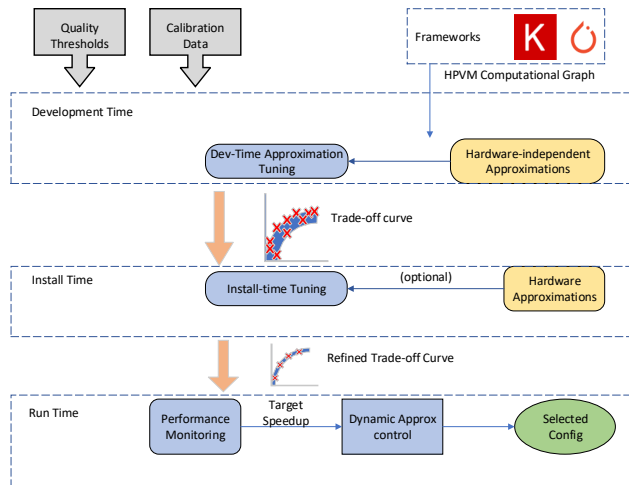 Quality
Thresholds
Calibration
Data
Frameworks
K
HPVM Computational Graph
Development Time
Dev-Time Approximation
Tuning
Hardware-independent
Approximations
Trade-off curve
Install Time
Install-time Tuning
(optional)
Hardware
Approximations
Refined Trade-off Curve
Run Time
Performance
Monitoring
Target
Speedup
Dynamic Approx
control
Selected
Config